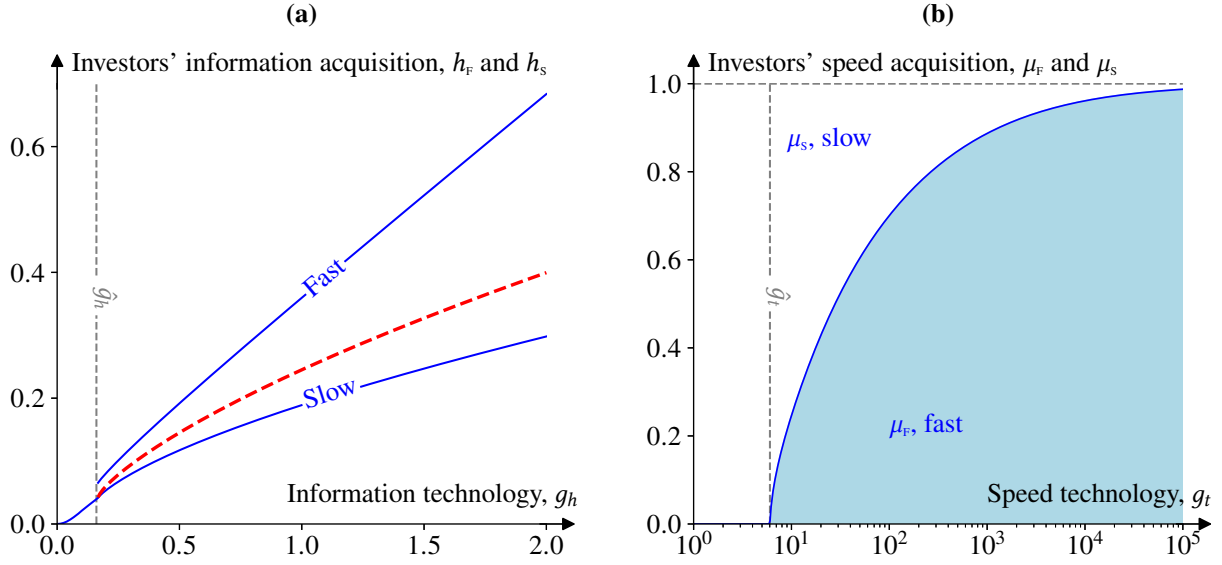 (a)
Investors’ information acquisition, h_F and h_S
0.6
0.4
0.2
0.0
ĝ_h
Fast
Slow
Information technology, g_h
0.0 0.5 1.0 1.5 2.0
(b)
Investors’ speed acquisition, μ_F and μ_S
1.0
0.8
0.6
0.4
0.2
0.0
μ_S, slow
ĝ_t
μ_F, fast
Speed technology, g_t
10^0 10^1 10^2 10^3 10^4 10^5